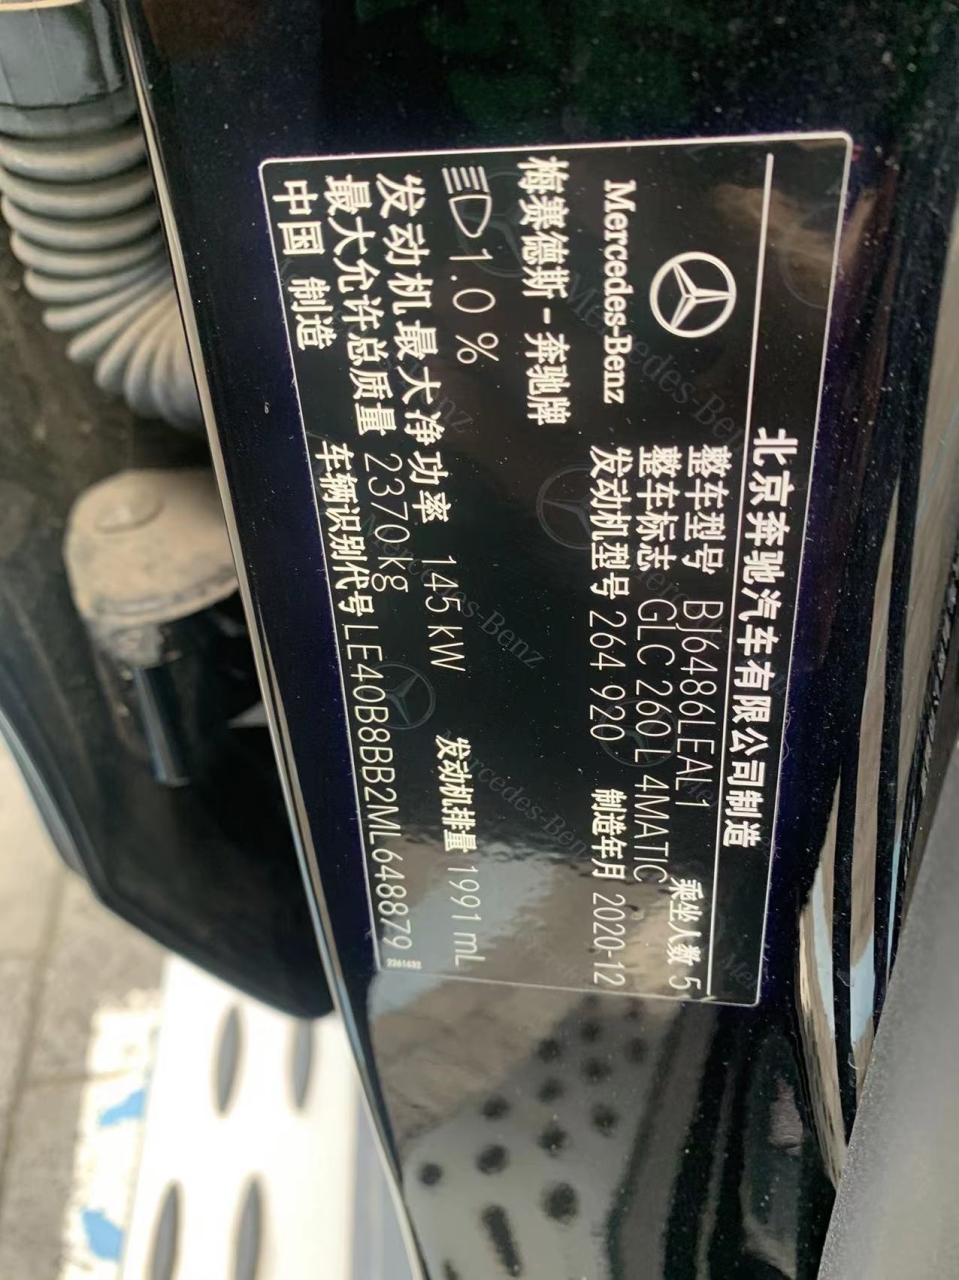 北京奔驰汽车有限公司制造
整车型号 BJ6486LEAL1 乘坐人数 5
整车标志 GLC 260 L 4MATIC
Mercedes-Benz 发动机型号 264 920 制造年月 2020-12
梅赛德斯-奔驰牌
1.0%
发动机最大净功率 145 kW 发动机排量 1991 mL
最大允许总质量 2370 kg
中国 制造 车辆识别代号 LE40B8BB2ML648879